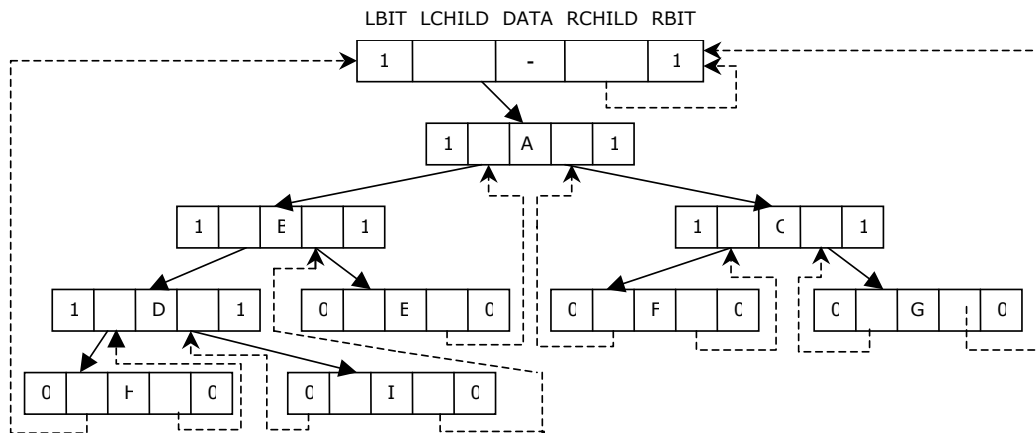 LBIT LCHILD DATA RCHILD RBIT
1 - 1
1 A 1
1 B 1
1 C 1
1 D 1
0 E 0
0 F 0
0 G 0
0 H 0
0 I 0